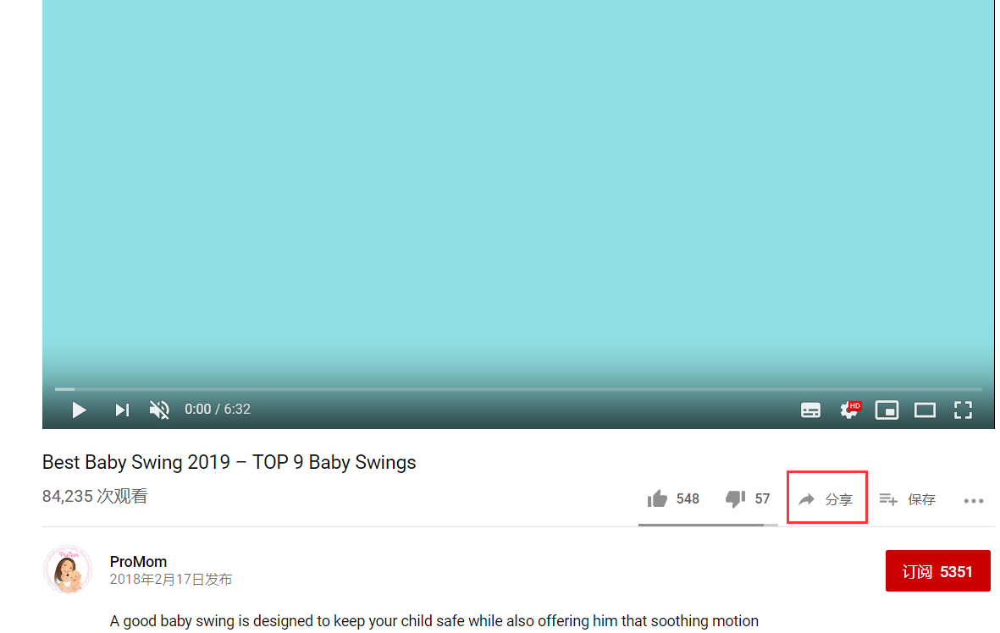 0:00 / 6:32
HD
Best Baby Swing 2019 – TOP 9 Baby Swings
84,235 次观看
548
57
分享
保存
ProMom
ProMom
2018年2月17日发布
订阅 5351
A good baby swing is designed to keep your child safe while also offering him that soothing motion